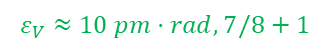 ε_V ≈ 10 pm · rad, 7/8 + 1